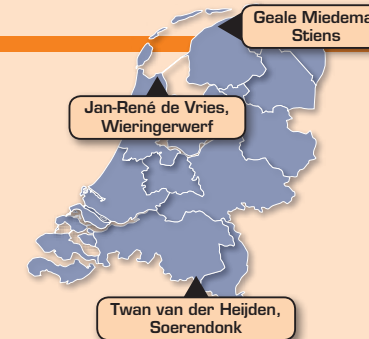 Geale Miedema
Stiens
Jan-René de Vries,
Wieringerwerf
Twan van der Heijden,
Soerendonk